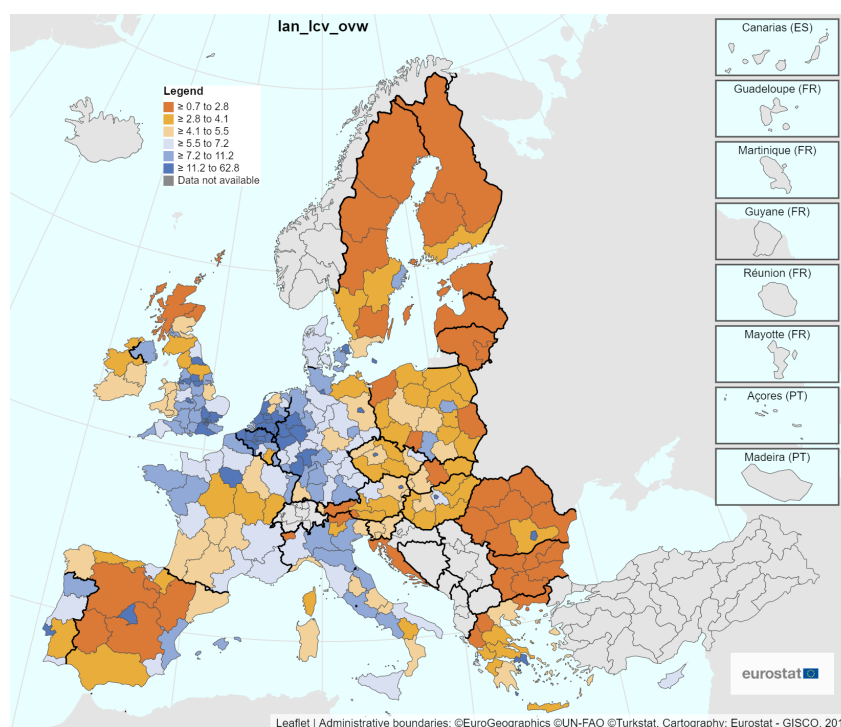 lan_lcv_ovw
Legend
≥ 0.7 to 2.8
≥ 2.8 to 4.1
≥ 4.1 to 5.5
≥ 5.5 to 7.2
≥ 7.2 to 11.2
≥ 11.2 to 62.8
Data not available
Canarias (ES)
Guadeloupe (FR)
Martinique (FR)
Guyane (FR)
Réunion (FR)
Mayotte (FR)
Açores (PT)
Madeira (PT)
eurostat
Leaflet | Administrative boundaries: ©EuroGeographics ©UN-FAO ©Turkstat, Cartography: Eurostat - GISCO, 201